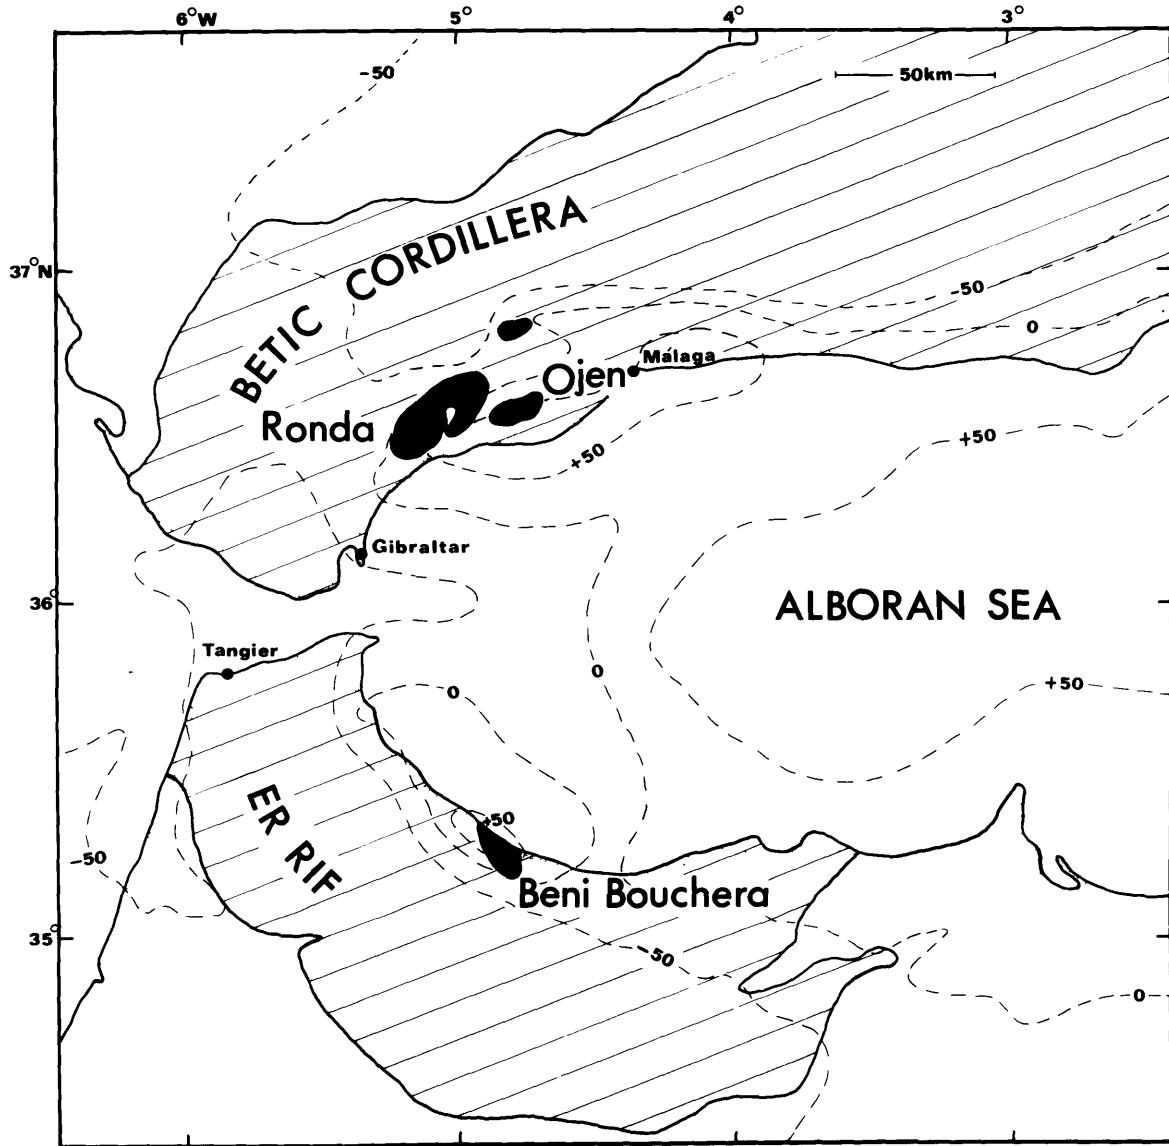 6°W 5° 4° 3°
-50
50km
BETIC CORDILLERA
37°N
-50
0
Málaga
Ojen
Ronda
+50
+50
Gibraltar
36°
ALBORAN SEA
Tangier
0
0
+50
ER RIF
+50
-50
Beni Bouchera
35°
-50
0